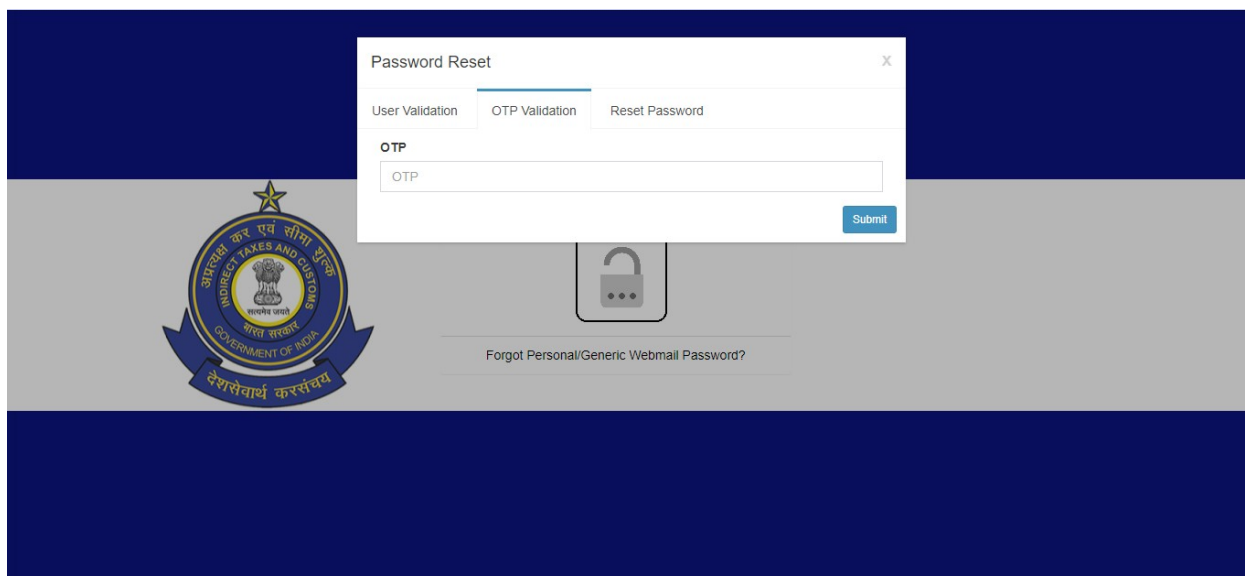 Password Reset
X
User Validation
OTP Validation
Reset Password
OTP
OTP
Submit
अप्रत्यक्ष कर एवं सीमा शुल्क
INDIRECT TAXES AND CUSTOMS
सत्यमेव जयते
भारत सरकार
GOVERNMENT OF INDIA
देशसेवार्थ करसंचय
Forgot Personal/Generic Webmail Password?